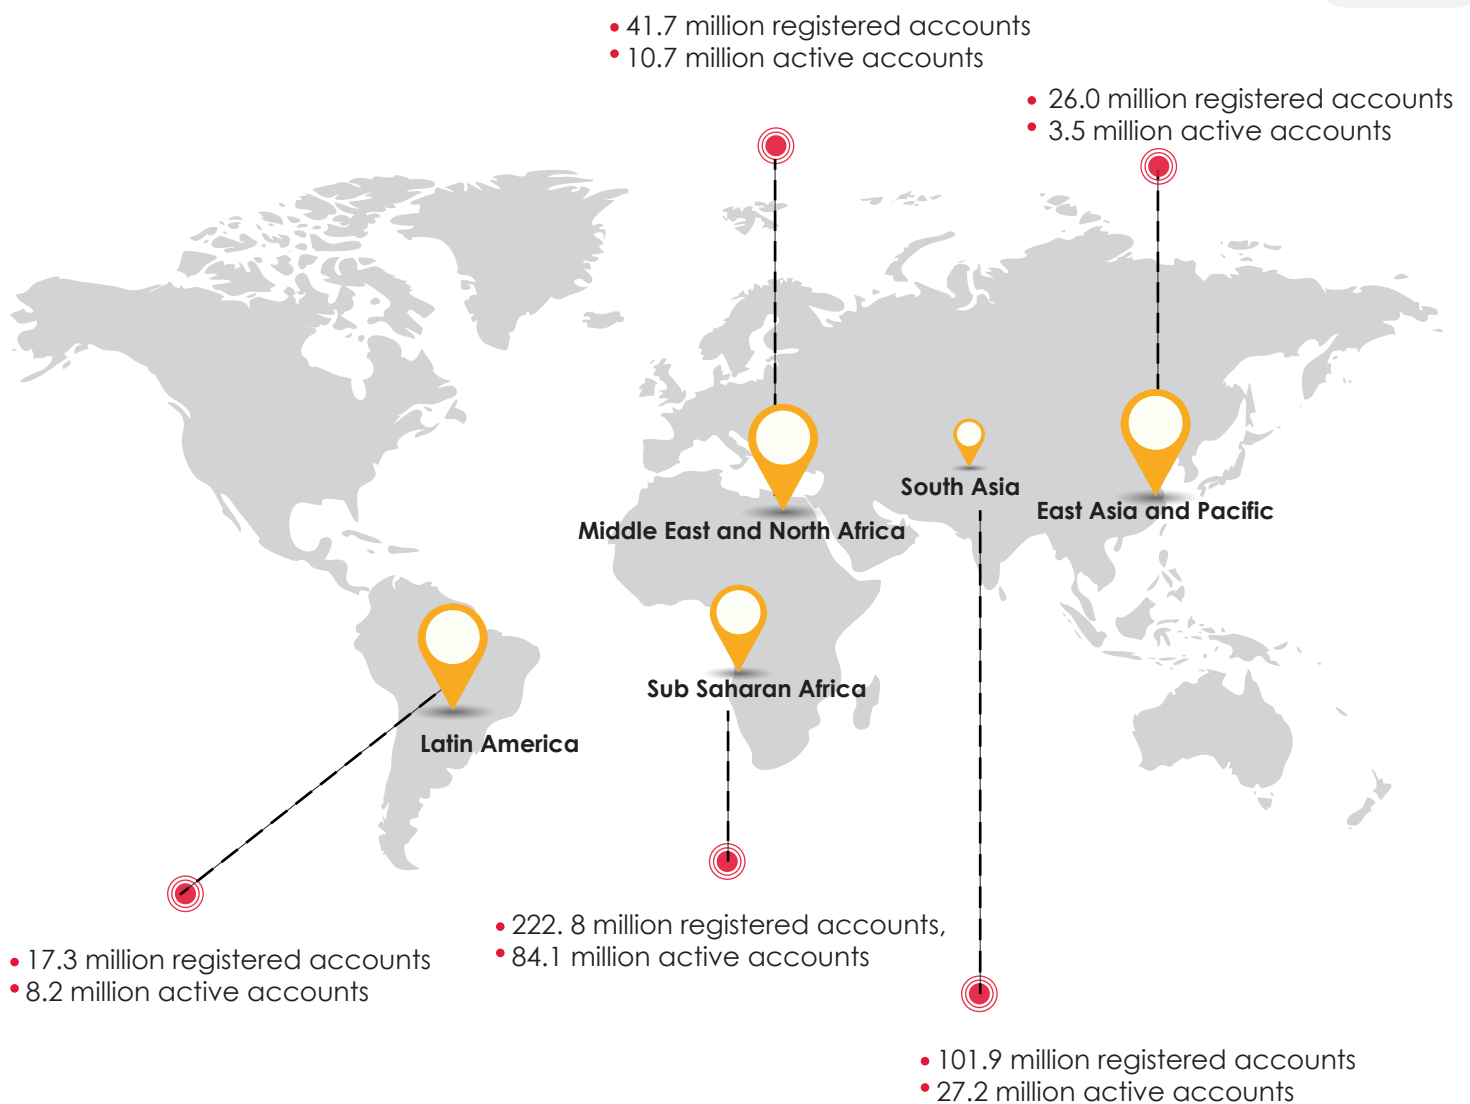 • 41.7 million registered accounts
• 10.7 million active accounts
• 26.0 million registered accounts
• 3.5 million active accounts
South Asia
East Asia and Pacific
Middle East and North Africa
Sub Saharan Africa
Latin America
• 222. 8 million registered accounts,
• 84.1 million active accounts
• 17.3 million registered accounts
• 8.2 million active accounts
• 101.9 million registered accounts
• 27.2 million active accounts